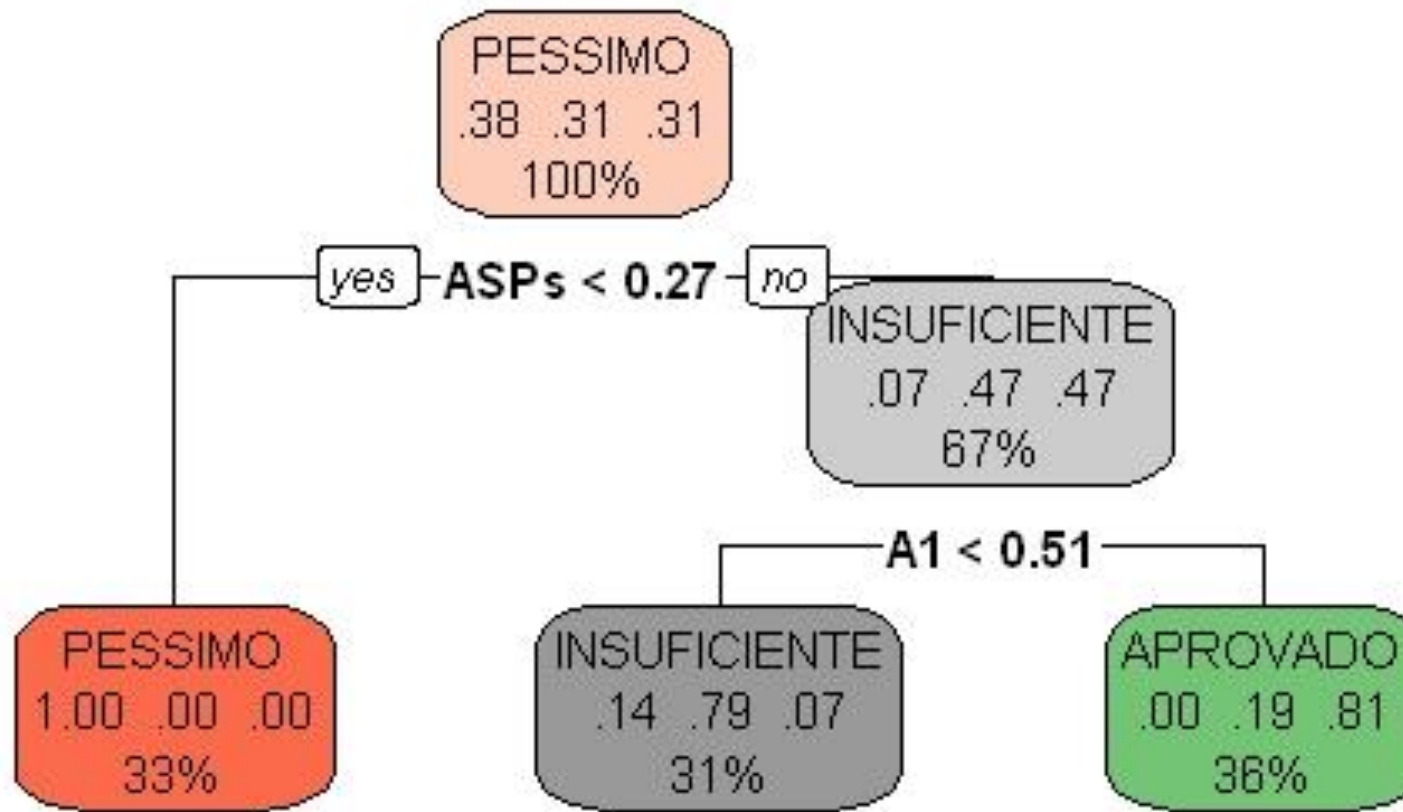 PESSIMO
.38 .31 .31
100%
yes ASPs < 0.27 no
INSUFICIENTE
.07 .47 .47
67%
A1 < 0.51
PESSIMO
1.00 .00 .00
33%
INSUFICIENTE
.14 .79 .07
31%
APROVADO
.00 .19 .81
36%